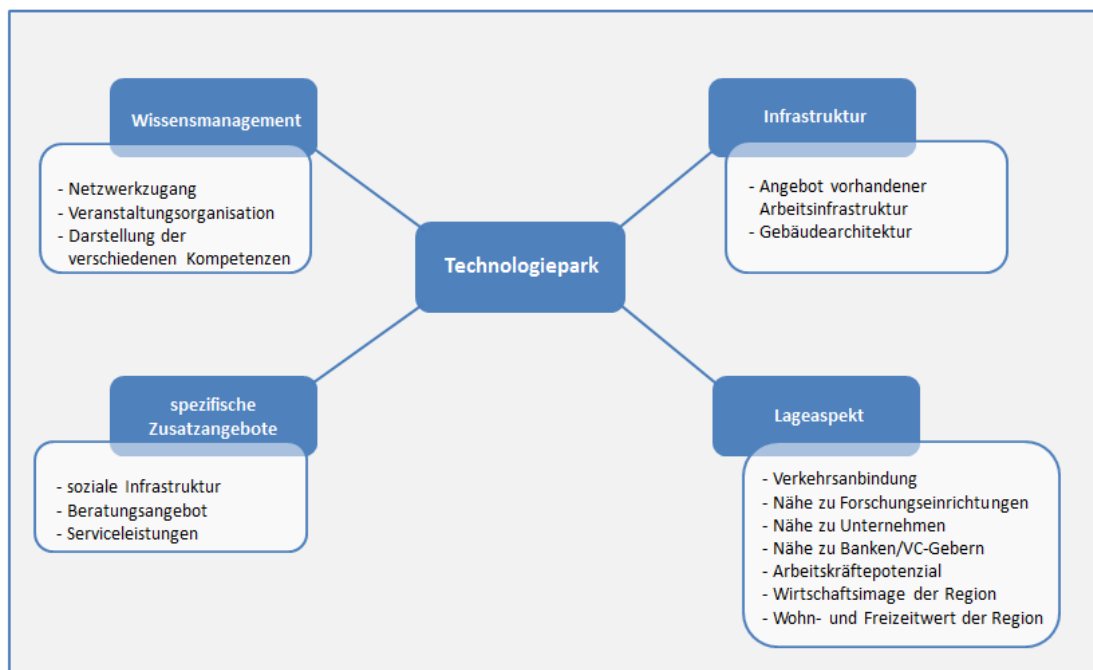 Wissensmanagement
- Netzwerkzugang
- Veranstaltungsorganisation
- Darstellung der
verschiedenen Kompetenzen
Infrastruktur
- Angebot vorhandener
Arbeitsinfrastruktur
- Gebäudearchitektur
Technologiepark
spezifische
Zusatzangebote
- soziale Infrastruktur
- Beratungsangebot
- Serviceleistungen
Lageaspekt
- Verkehrsanbindung
- Nähe zu Forschungseinrichtungen
- Nähe zu Unternehmen
- Nähe zu Banken/VC-Gebern
- Arbeitskräftepotenzial
- Wirtschaftsimage der Region
- Wohn- und Freizeitwert der Region